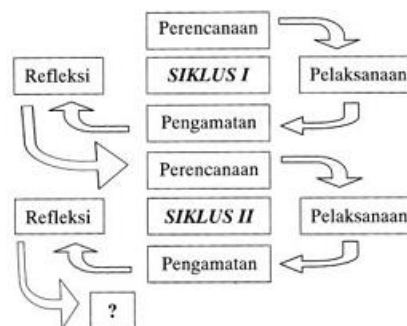 Perencanaan
Refleksi
SIKLUS I
Pelaksanaan
Pengamatan
Perencanaan
Refleksi
SIKLUS II
Pelaksanaan
Pengamatan
?